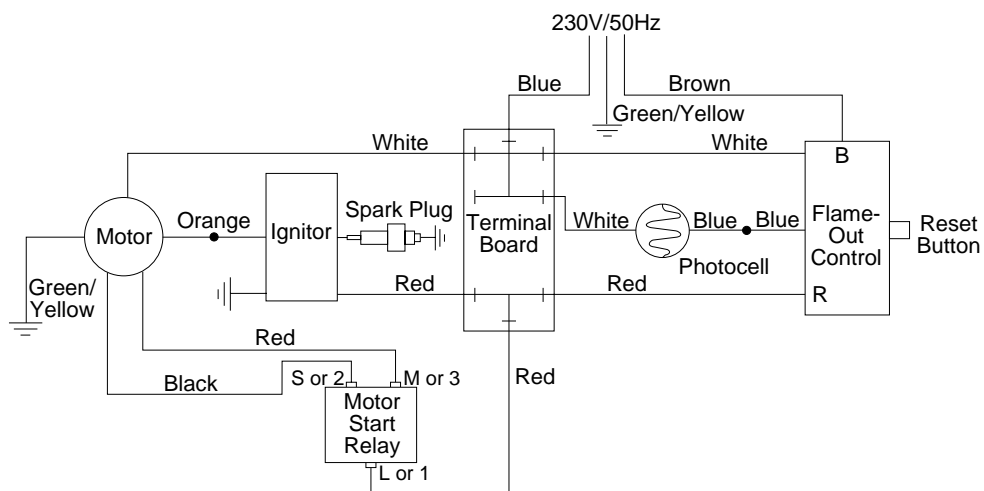 230V/50Hz
Blue
Brown
Green/Yellow
White
White
B
Orange
Ignitor
Spark Plug
Terminal
Board
White
Blue
Blue
Flame-
Out
Control
Reset
Button
Motor
Photocell
Green/
Yellow
Red
Red
R
Red
Black
S or 2
M or 3
Red
Motor
Start
Relay
L or 1